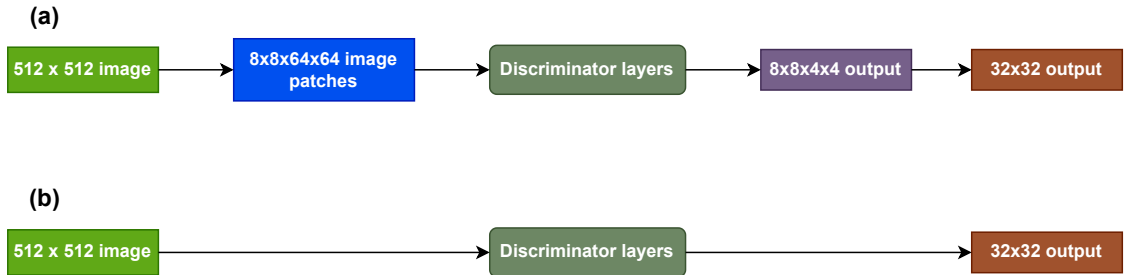 (a)
512 x 512 image
8x8x64x64 image
patches
Discriminator layers
8x8x4x4 output
32x32 output
(b)
512 x 512 image
Discriminator layers
32x32 output